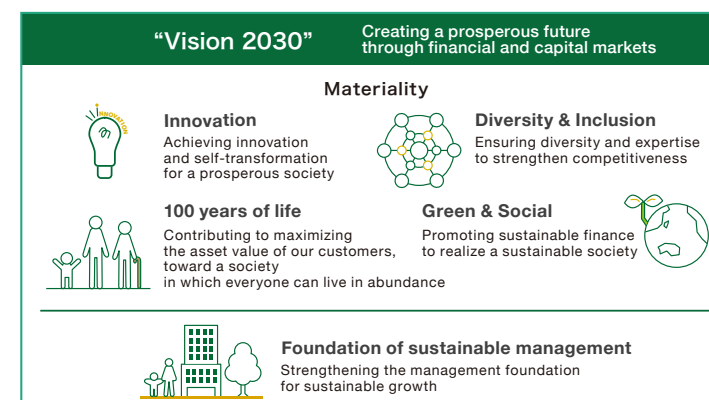 “Vision 2030”
Creating a prosperous future
through financial and capital markets
Materiality
INNOVATION
Innovation
Achieving innovation
and self-transformation
for a prosperous society
Diversity & Inclusion
Ensuring diversity and expertise
to strengthen competitiveness
100 years of life
Contributing to maximizing
the asset value of our customers,
toward a society
in which everyone can live in abundance
Green & Social
Promoting sustainable finance
to realize a sustainable society
Foundation of sustainable management
Strengthening the management foundation
for sustainable growth